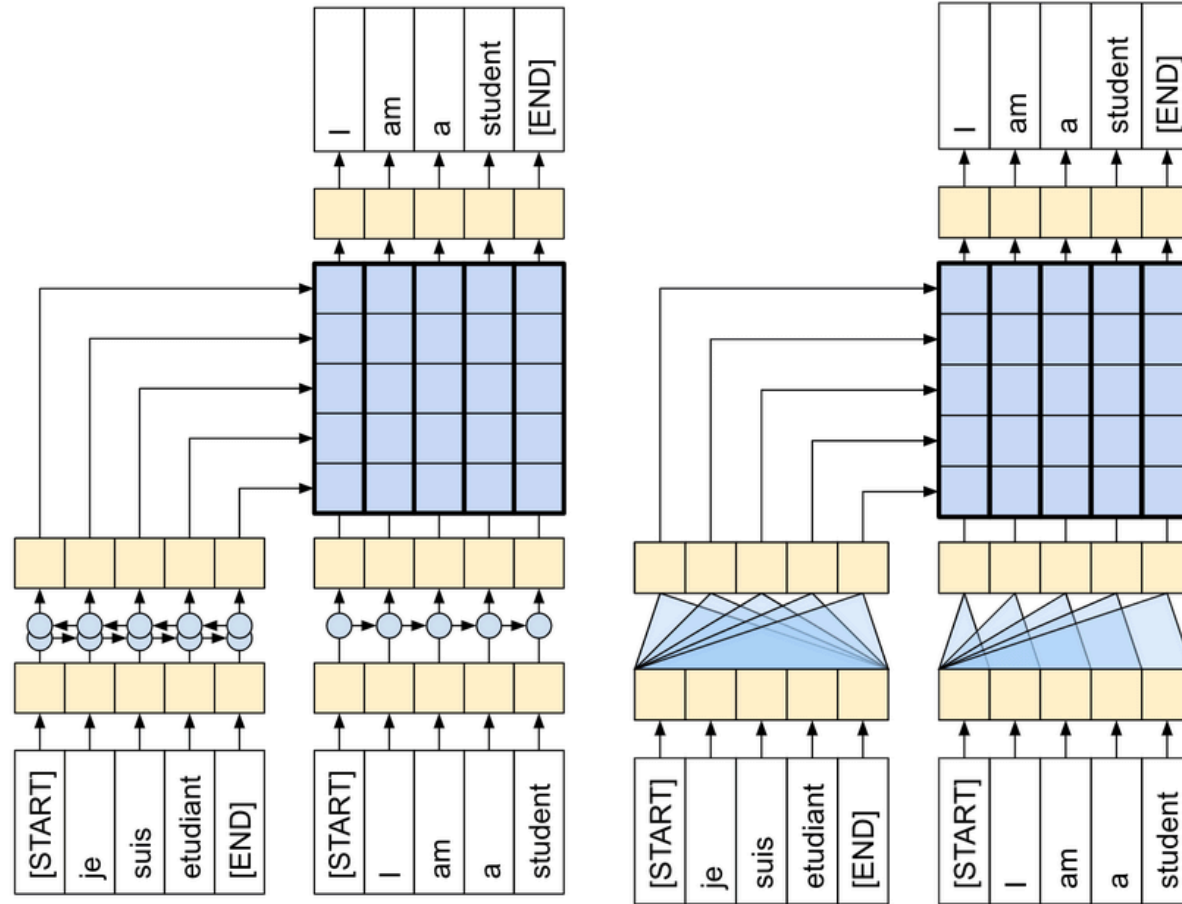 I
am
a
student
[END]
I
am
a
student
[END]
[START]
je
suis
etudiant
[END]
[START]
I
am
a
student
[START]
je
suis
etudiant
[END]
[START]
I
am
a
student